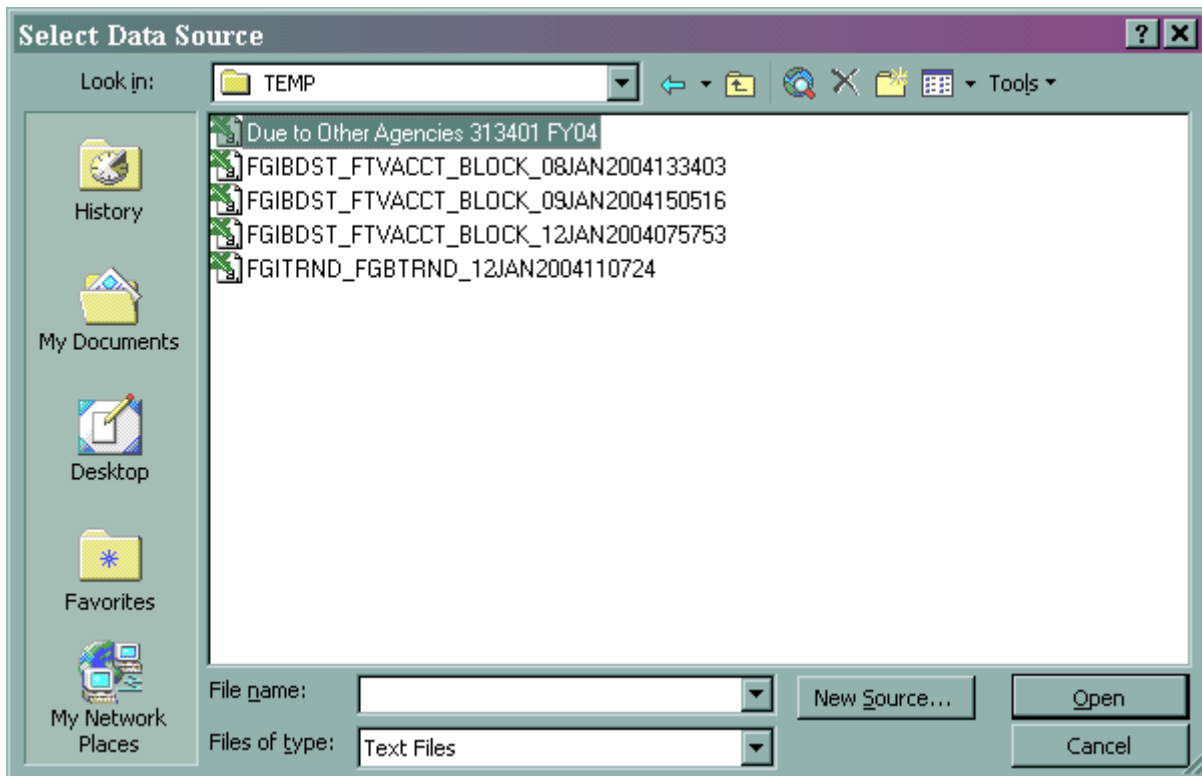 Select Data Source
Look in: TEMP Tools
Due to Other Agencies 313401 FY04
FGIBDST_FTVACCT_BLOCK_08JAN2004133403
FGIBDST_FTVACCT_BLOCK_09JAN2004150516
FGIBDST_FTVACCT_BLOCK_12JAN2004075753
FGITRND_FGBTRND_12JAN2004110724
History
My Documents
Desktop
Favorites
My Network
Places
File name: New Source... Open
Files of type: Text Files Cancel